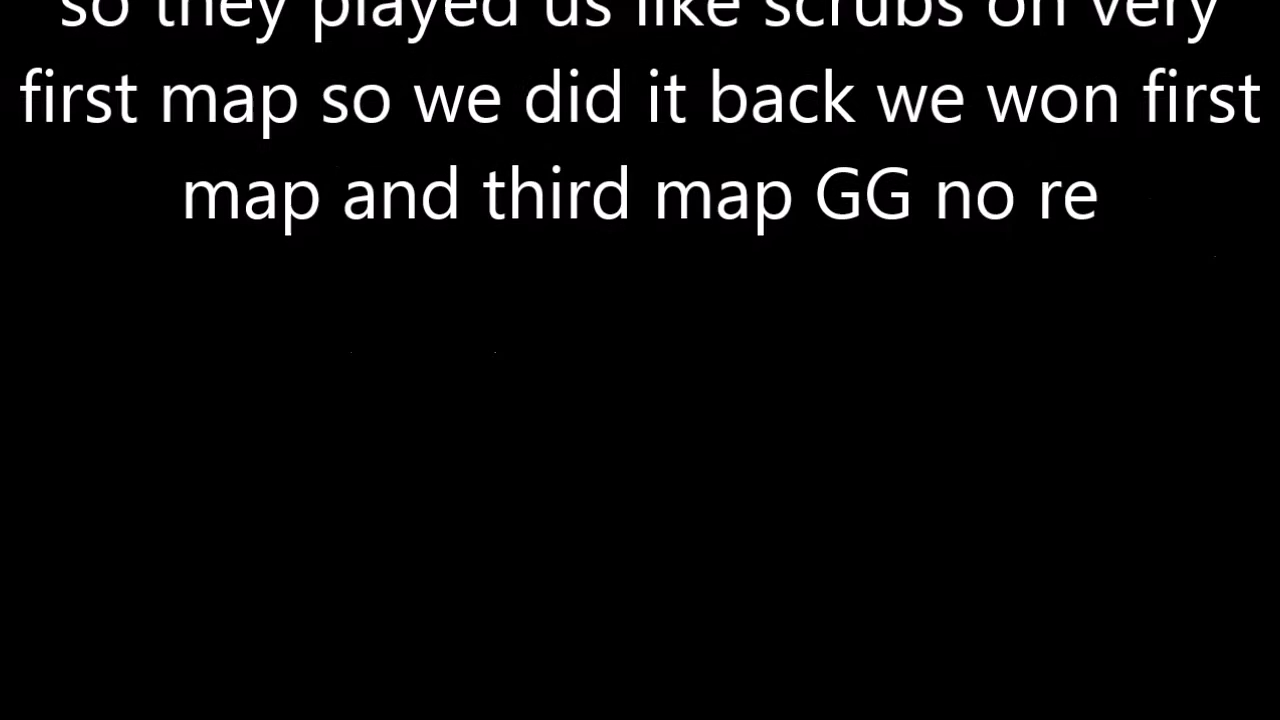 so they played us like scrubs on very
first map so we did it back we won first
map and third map GG no re